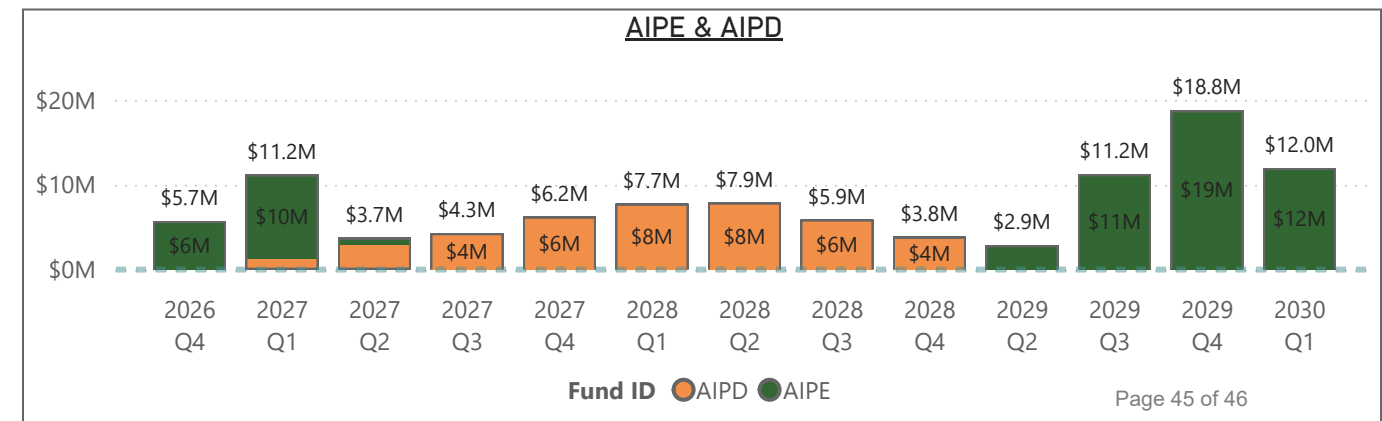 AIPE & AIPD
$20M
$10M
$0M
$5.7M
$11.2M
$3.7M
$4.3M
$6.2M
$7.7M
$7.9M
$5.9M
$3.8M
$2.9M
$11.2M
$18.8M
$12.0M
$6M
$10M
$4M
$6M
$8M
$8M
$6M
$4M
$11M
$19M
$12M
2026 2027 2027 2027 2027 2028 2028 2028 2028 2029 2029 2029 2030
Q4 Q1 Q2 Q3 Q4 Q1 Q2 Q3 Q4 Q2 Q3 Q4 Q1
Fund ID AIPD AIPE
Page 45 of 46